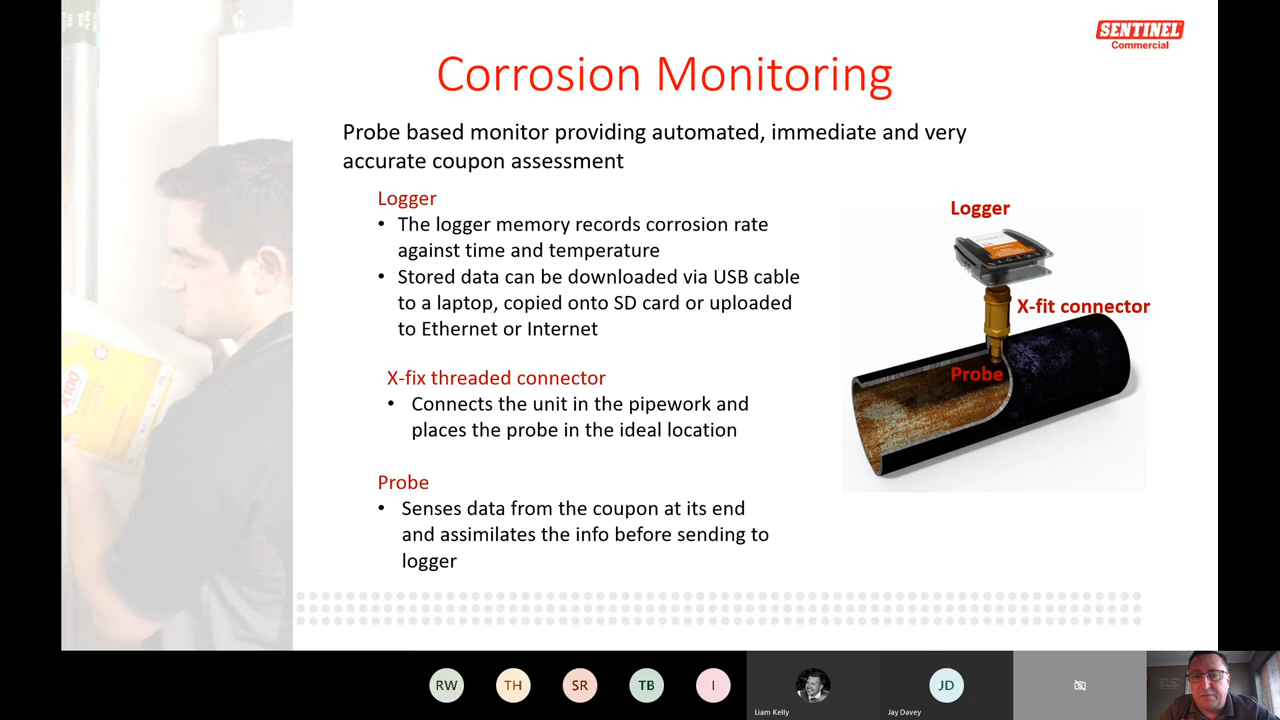 SENTINEL
Commercial
Corrosion Monitoring
Probe based monitor providing automated, immediate and very
accurate coupon assessment
Logger
• The logger memory records corrosion rate
against time and temperature
• Stored data can be downloaded via USB cable
to a laptop, copied onto SD card or uploaded
to Ethernet or Internet
X-fix threaded connector
• Connects the unit in the pipework and
places the probe in the ideal location
Probe
• Senses data from the coupon at its end
and assimilates the info before sending to
logger
Logger
X-fit connector
Probe
X100
RW
TH
SR
TB
I
Liam Kelly
JD
Jay Davey